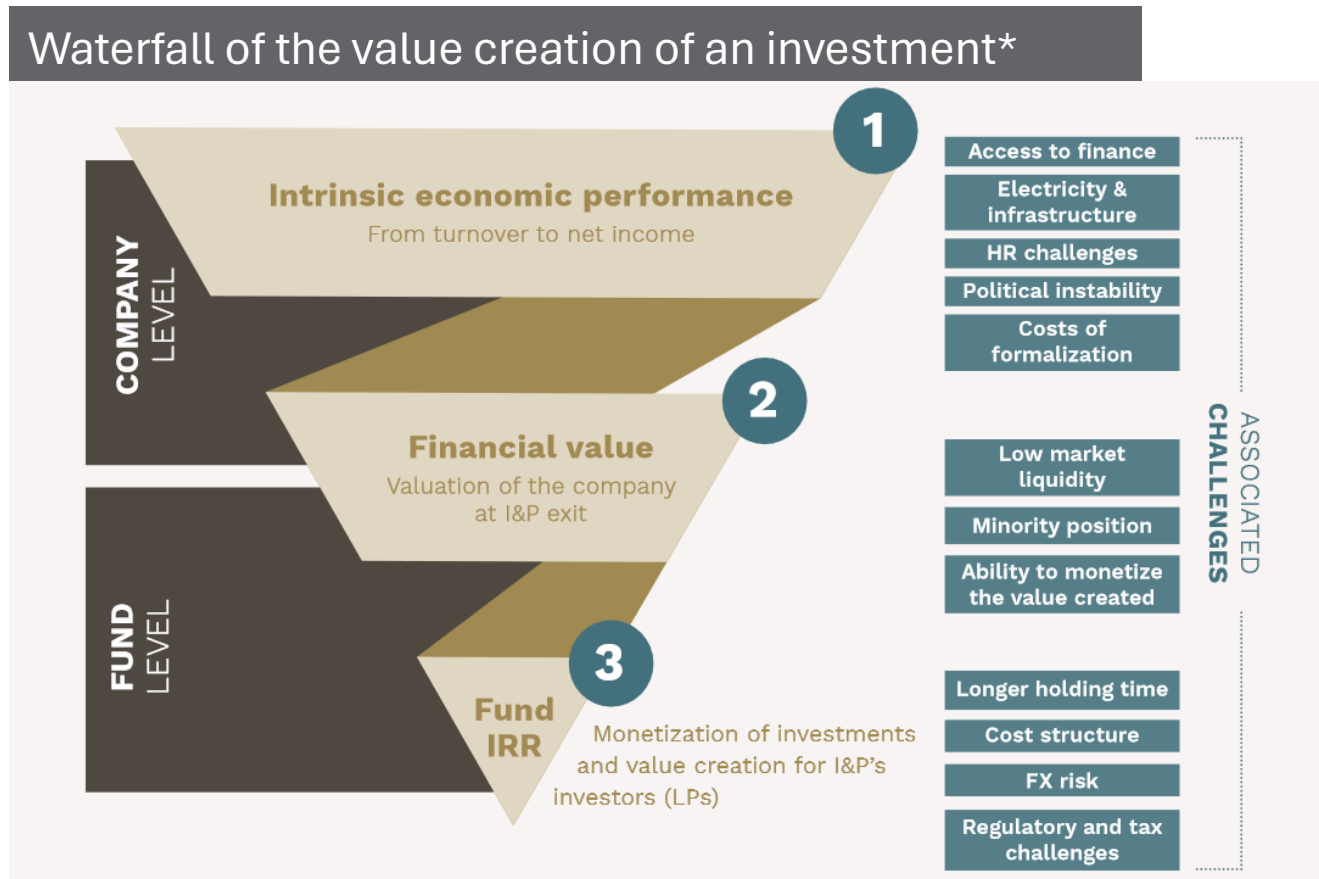 Waterfall of the value creation of an investment*
COMPANY
LEVEL
1
Intrinsic economic performance
From turnover to net income
2
Financial value
Valuation of the company
at I&P exit
FUND
LEVEL
3
Fund
IRR
Monetization of investments
and value creation for I&P's
investors (LPs)
Access to finance
Electricity &
infrastructure
HR challenges
Political instability
Costs of
formalization
Low market
liquidity
Minority position
Ability to monetize
the value created
Longer holding time
Cost structure
FX risk
Regulatory and tax
challenges
ASSOCIATED
CHALLENGES